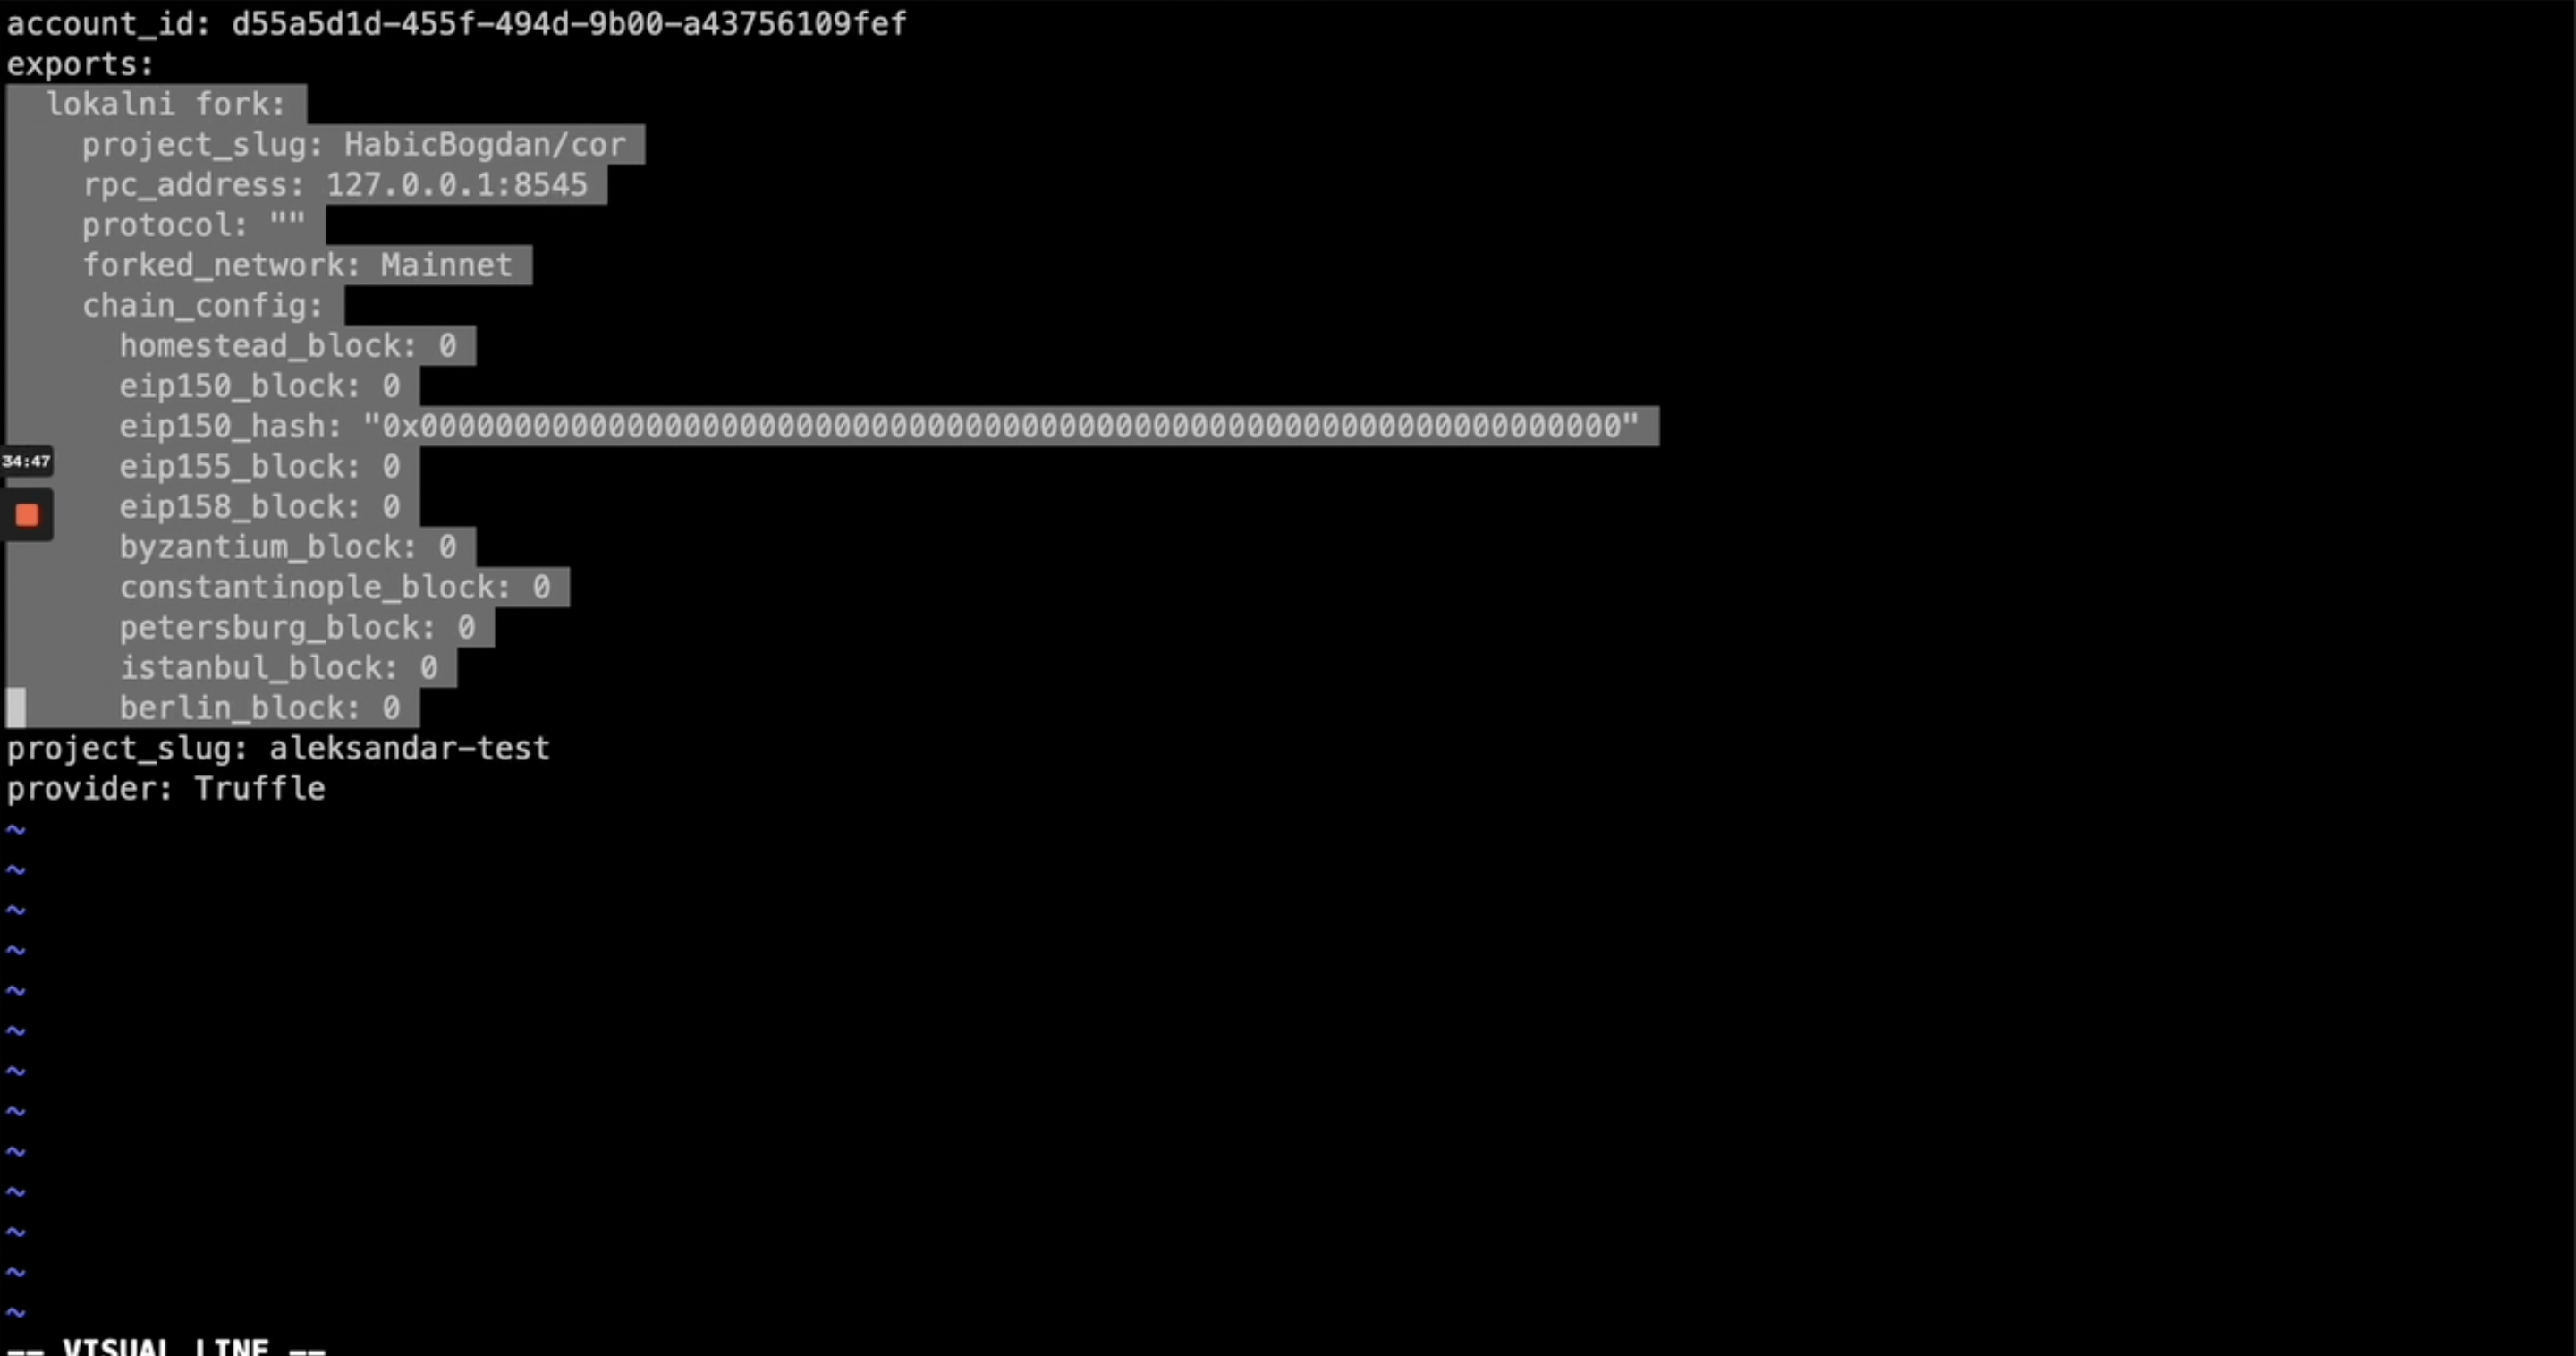 account_id: d55a5d1d-455f-494d-9b00-a43756109fef
exports:
  lokalni fork:
    project_slug: HabicBogdan/cor
    rpc_address: 127.0.0.1:8545
    protocol: ""
    forked_network: Mainnet
    chain_config:
      homestead_block: 0
      eip150_block: 0
      eip150_hash: "0x0000000000000000000000000000000000000000000000000000000000000000"
34:47
      eip155_block: 0
      eip158_block: 0
      byzantium_block: 0
      constantinople_block: 0
      petersburg_block: 0
      istanbul_block: 0
      berlin_block: 0
project_slug: aleksandar-test
provider: Truffle
~
~
~
~
~
~
~
~
~
~
~
~
~
-- VISUAL LINE --